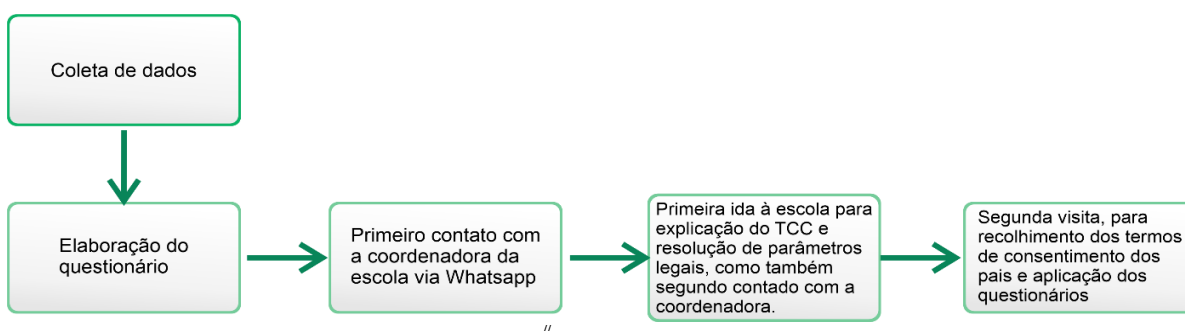 Coleta de dados
Elaboração do
questionário
Primeiro contato com
a coordenadora da
escola via Whatsapp
Primeira ida à escola para
explicação do TCC e
resolução de parâmetros
legais, como também
segundo contado com a
coordenadora.
Segunda visita, para
recolhimento dos termos
de consentimento dos
pais e aplicação dos
questionários
//